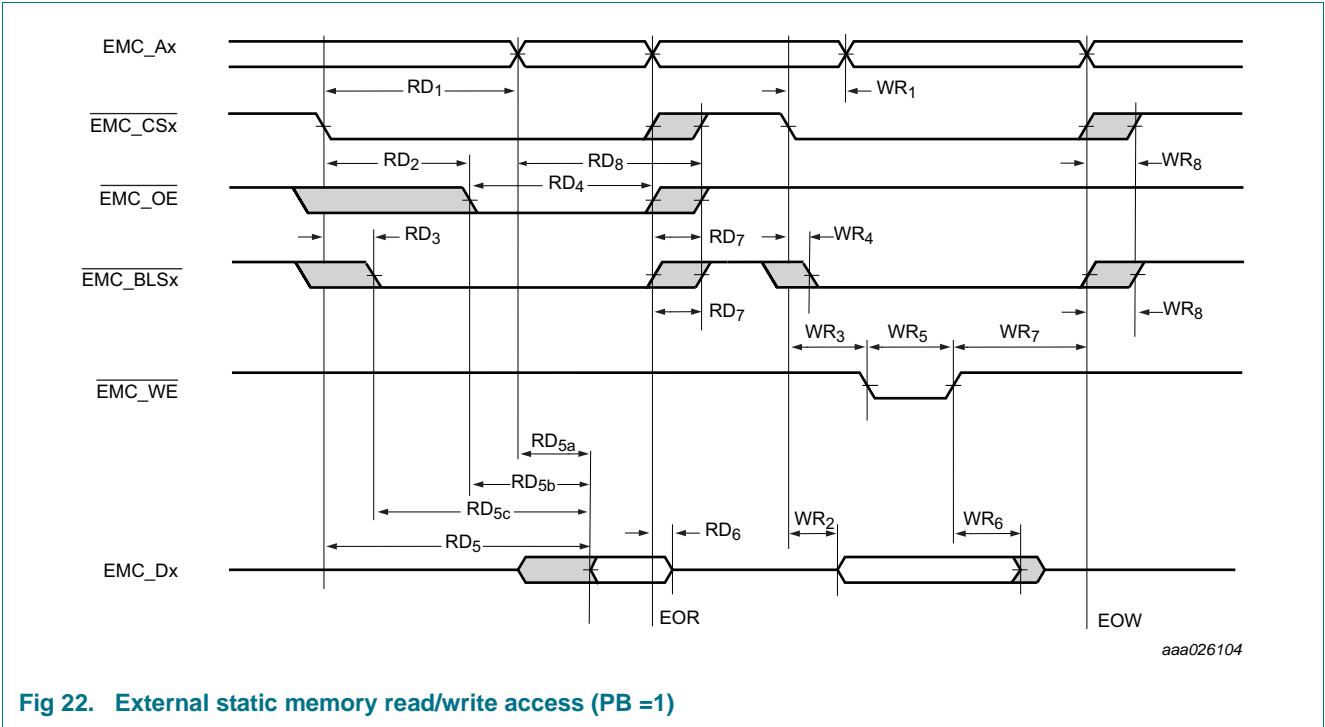 EMC_Ax
RD1
WR1
EMC_CSx
RD2
RD8
WR8
RD4
EMC_OE
RD3
RD7
WR4
EMC_BLSx
RD7
WR8
WR3
WR5
WR7
EMC_WE
RD5a
RD5b
RD5c
WR2
WR6
RD6
RD5
EMC_Dx
EOR
EOW
aaa026104
Fig 22. External static memory read/write access (PB =1)